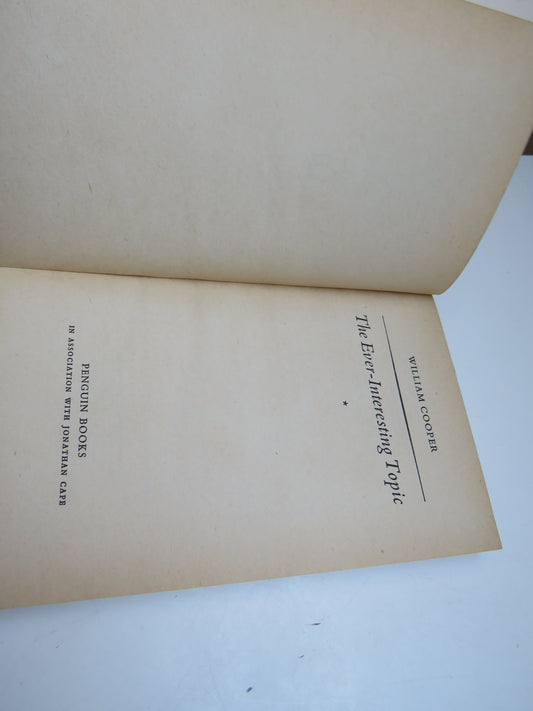 WILLIAM COOPER
The Ever-Interesting Topic
*
PENGUIN BOOKS
IN ASSOCIATION WITH JONATHAN CAPE